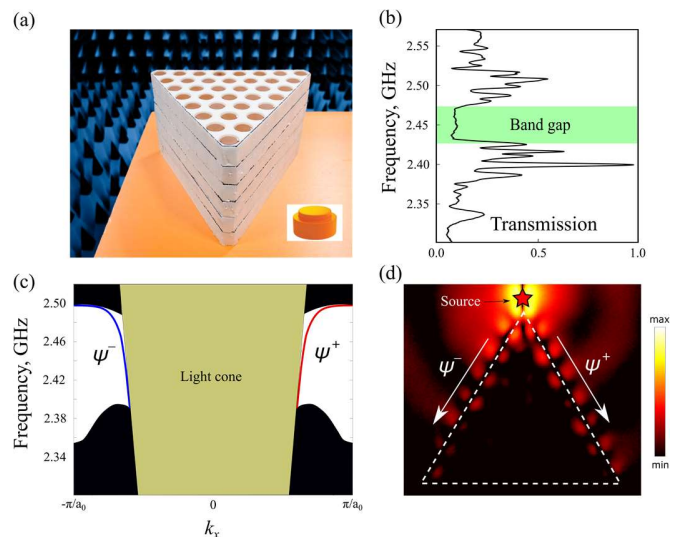 (a)
(b)
Frequency, GHz
2.55
2.50
2.45
2.40
2.35
Band gap
Transmission
0.0
0.5
1.0
(c)
Frequency, GHz
2.50
2.46
2.42
2.38
2.34
ψ⁻
Light cone
ψ⁺
-π/a₀
0
π/a₀
kₓ
(d)
Source
ψ⁻
ψ⁺
max
min